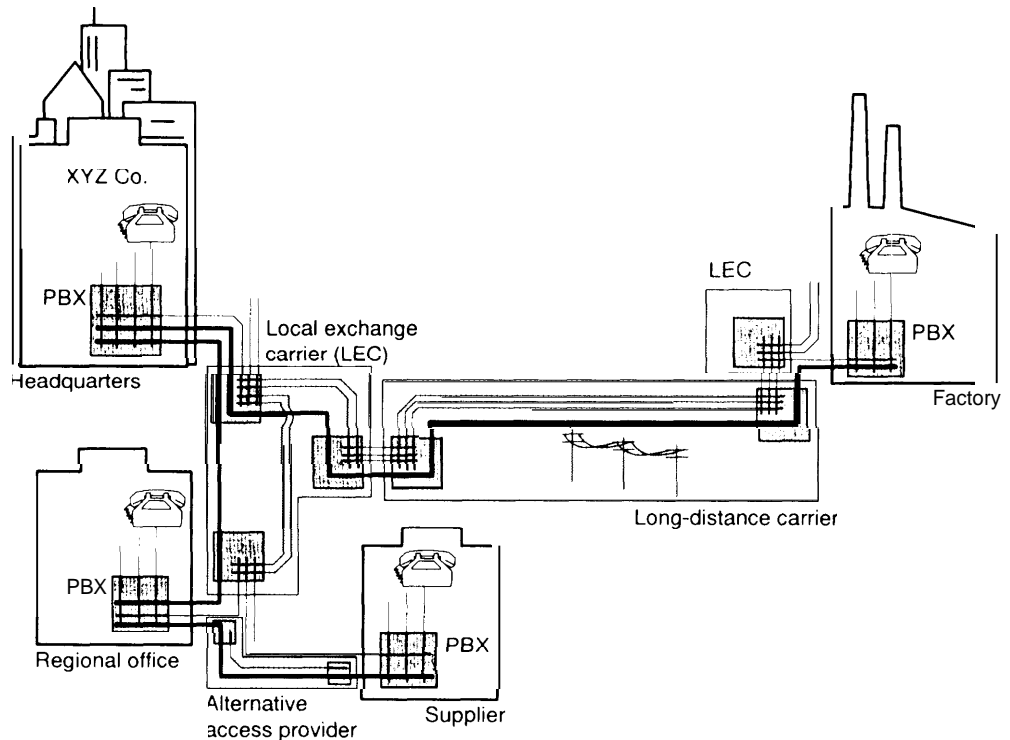 XYZ Co.
PBX
Headquarters
Local exchange
carrier (LEC)
LEC
PBX
Factory
Long-distance carrier
PBX
Regional office
PBX
Supplier
Alternative
access provider